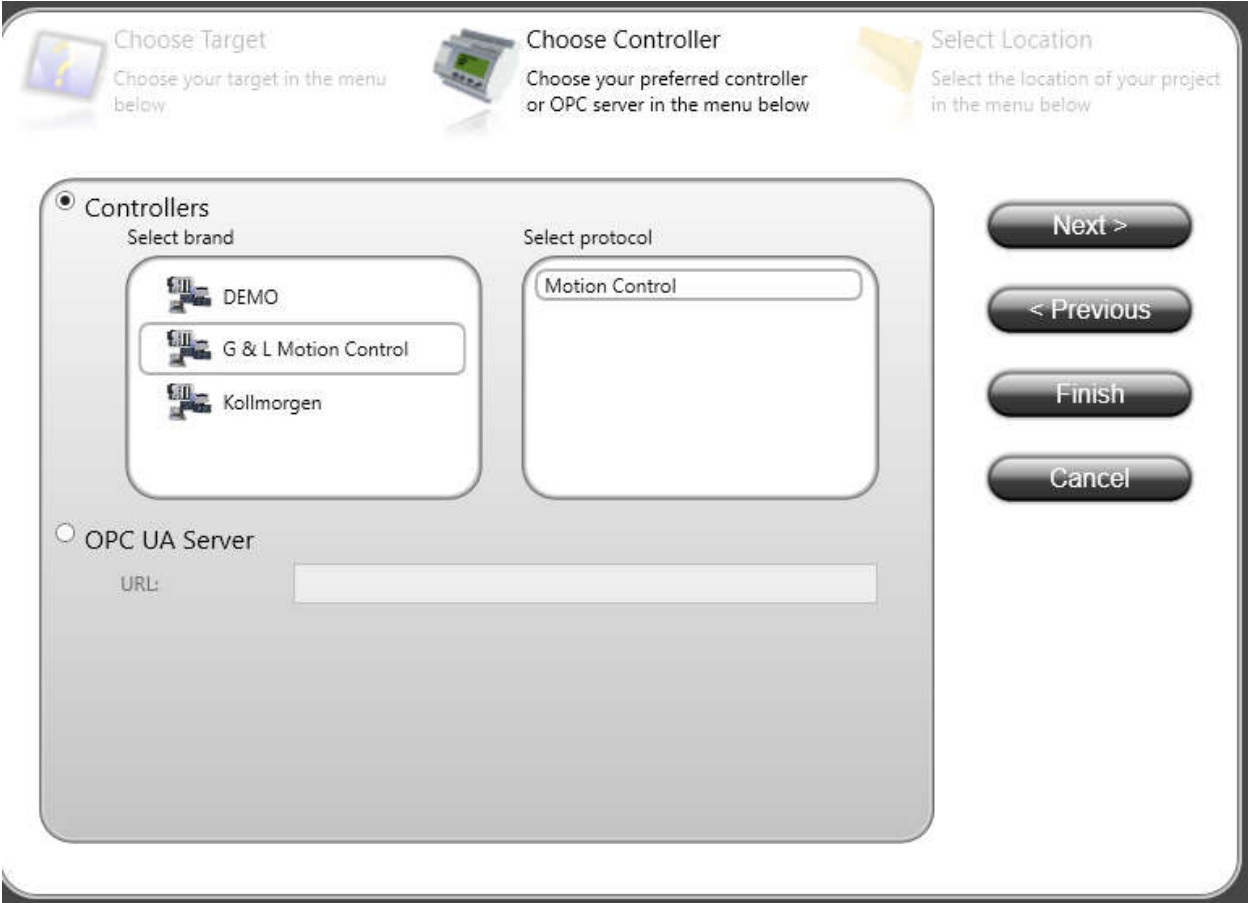 Choose Target
Choose your target in the menu
below
Choose Controller
Choose your preferred controller
or OPC server in the menu below
Select Location
Select the location of your project
in the menu below
Controllers
Select brand
DEMO
G & L Motion Control
Kollmorgen
Select protocol
Motion Control
OPC UA Server
URL:
Next >
< Previous
Finish
Cancel